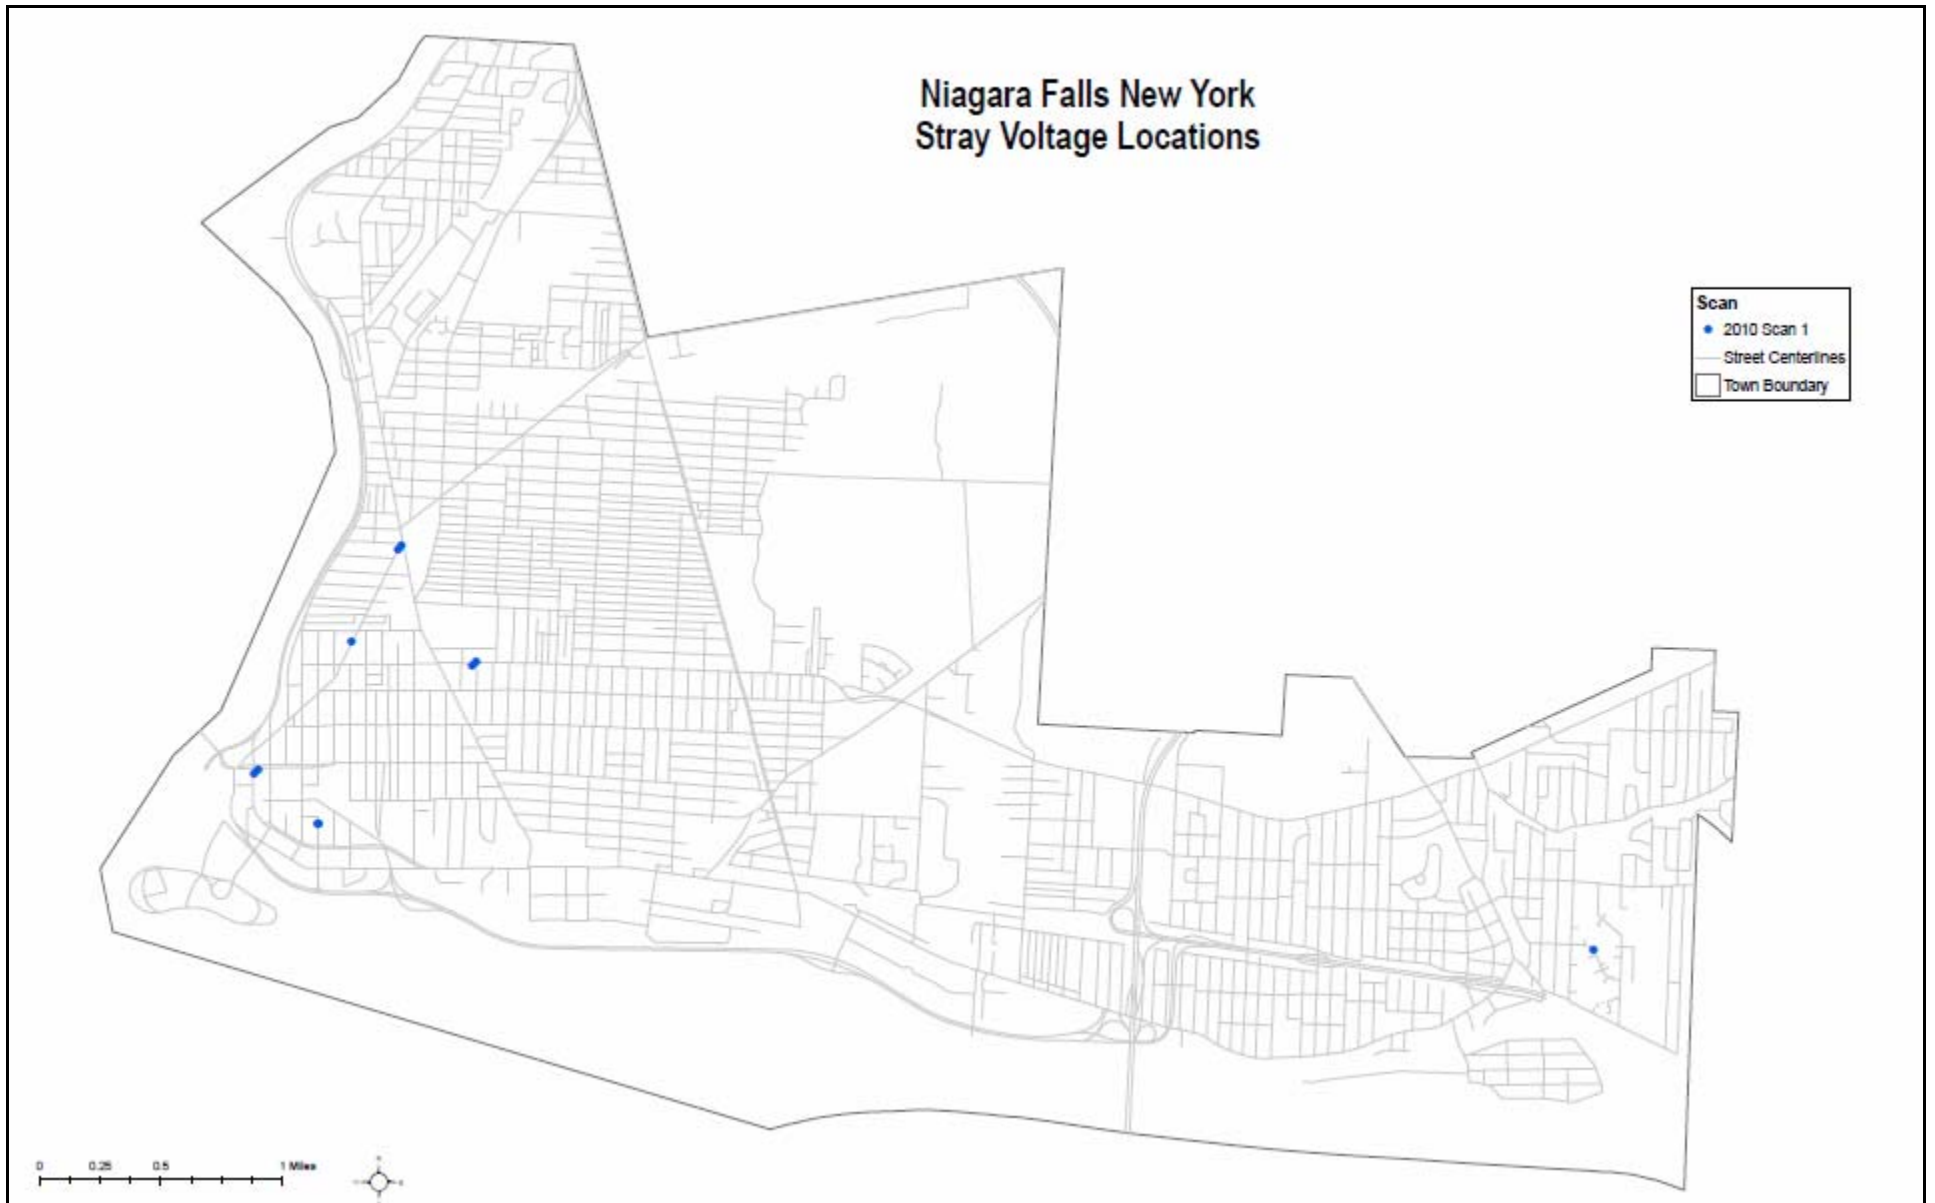 Niagara Falls New York
Stray Voltage Locations
Scan
2010 Scan 1
Street Centerlines
Town Boundary
0 0.25 0.5 1 Miles